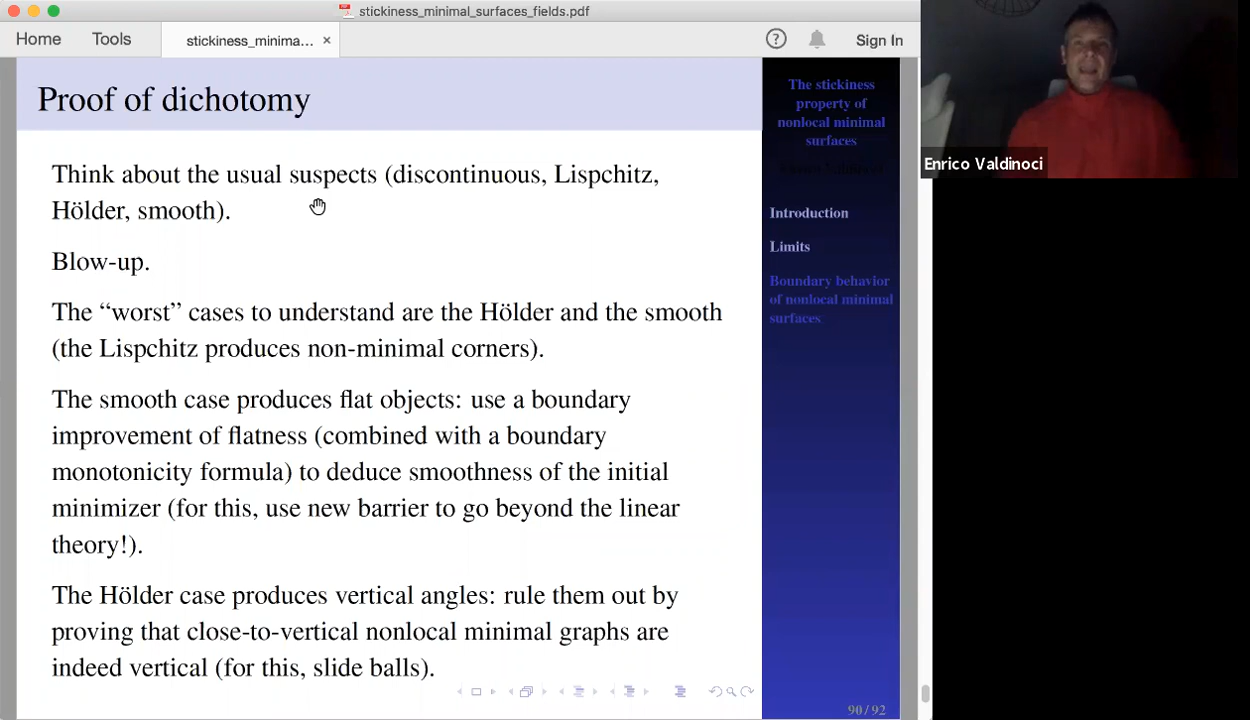 stickiness_minimal_surfaces_fields.pdf
Home
Tools
stickiness_minima... ×
?
Sign In
Proof of dichotomy
Think about the usual suspects (discontinuous, Lispchitz,
Hölder, smooth).
Blow-up.
The “worst” cases to understand are the Hölder and the smooth
(the Lispchitz produces non-minimal corners).
The smooth case produces flat objects: use a boundary
improvement of flatness (combined with a boundary
monotonicity formula) to deduce smoothness of the initial
minimizer (for this, use new barrier to go beyond the linear
theory!).
The Hölder case produces vertical angles: rule them out by
proving that close-to-vertical nonlocal minimal graphs are
indeed vertical (for this, slide balls).
The stickiness
property of
nonlocal minimal
surfaces
Introduction
Limits
Boundary behavior
of nonlocal minimal
surfaces
90 / 92
Enrico Valdinoci